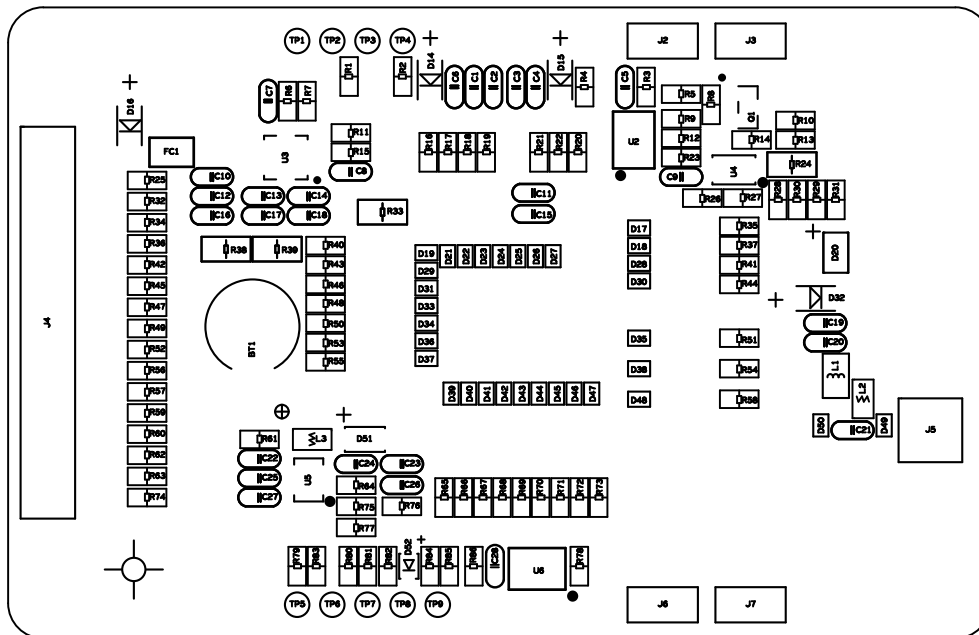 TP1 TP2 TP3 TP4 D14 D15 J2 J3
R1 R2 C6 C1 C2 C3 C4 R4 C5 R3
C7 R6 R7 R5 R8 Q1
D16 R9 R10
FC1 U3 R11 R16 R17 R18 R19 R21 R22 R20 U2 R12 R14 R13
R15 R23
C8 C9 U4 R24
R25 C10
R32 C12 C13 C14 C11 R26 R27 R28 R30 R29 R31
R34 C16 C17 C18 R33 C15
D17 R35
R36 R38 R39 R40 D19 D21 D22 D23 D24 D25 D26 D27 D18 R37 D20
R42 R43 D29 D28 R41
R45 R46 D31 D30 R44 D32
R47 R48 D33
J4 R49 R50 D34 C19
R52 BT1 R53 D36 D35 R51 C20
R56 R55 D37 D38 R54 L1
R57 D39 D40 D41 D42 D43 D44 D45 D46 D47 D48 R58 L2
R59
R60 R61 L3 D51 D50 C21 D49 J5
R62 C22 C24 C23
R63 C25 U5 R64 C26
R74 C27 R75 R76 R65 R66 R67 R68 R69 R70 R71 R72 R73
R77
D52
R79 R83 R80 R81 R82 R84 R85 R86 C28 U6 R78
TP5 TP6 TP7 TP8 TP9 J6 J7